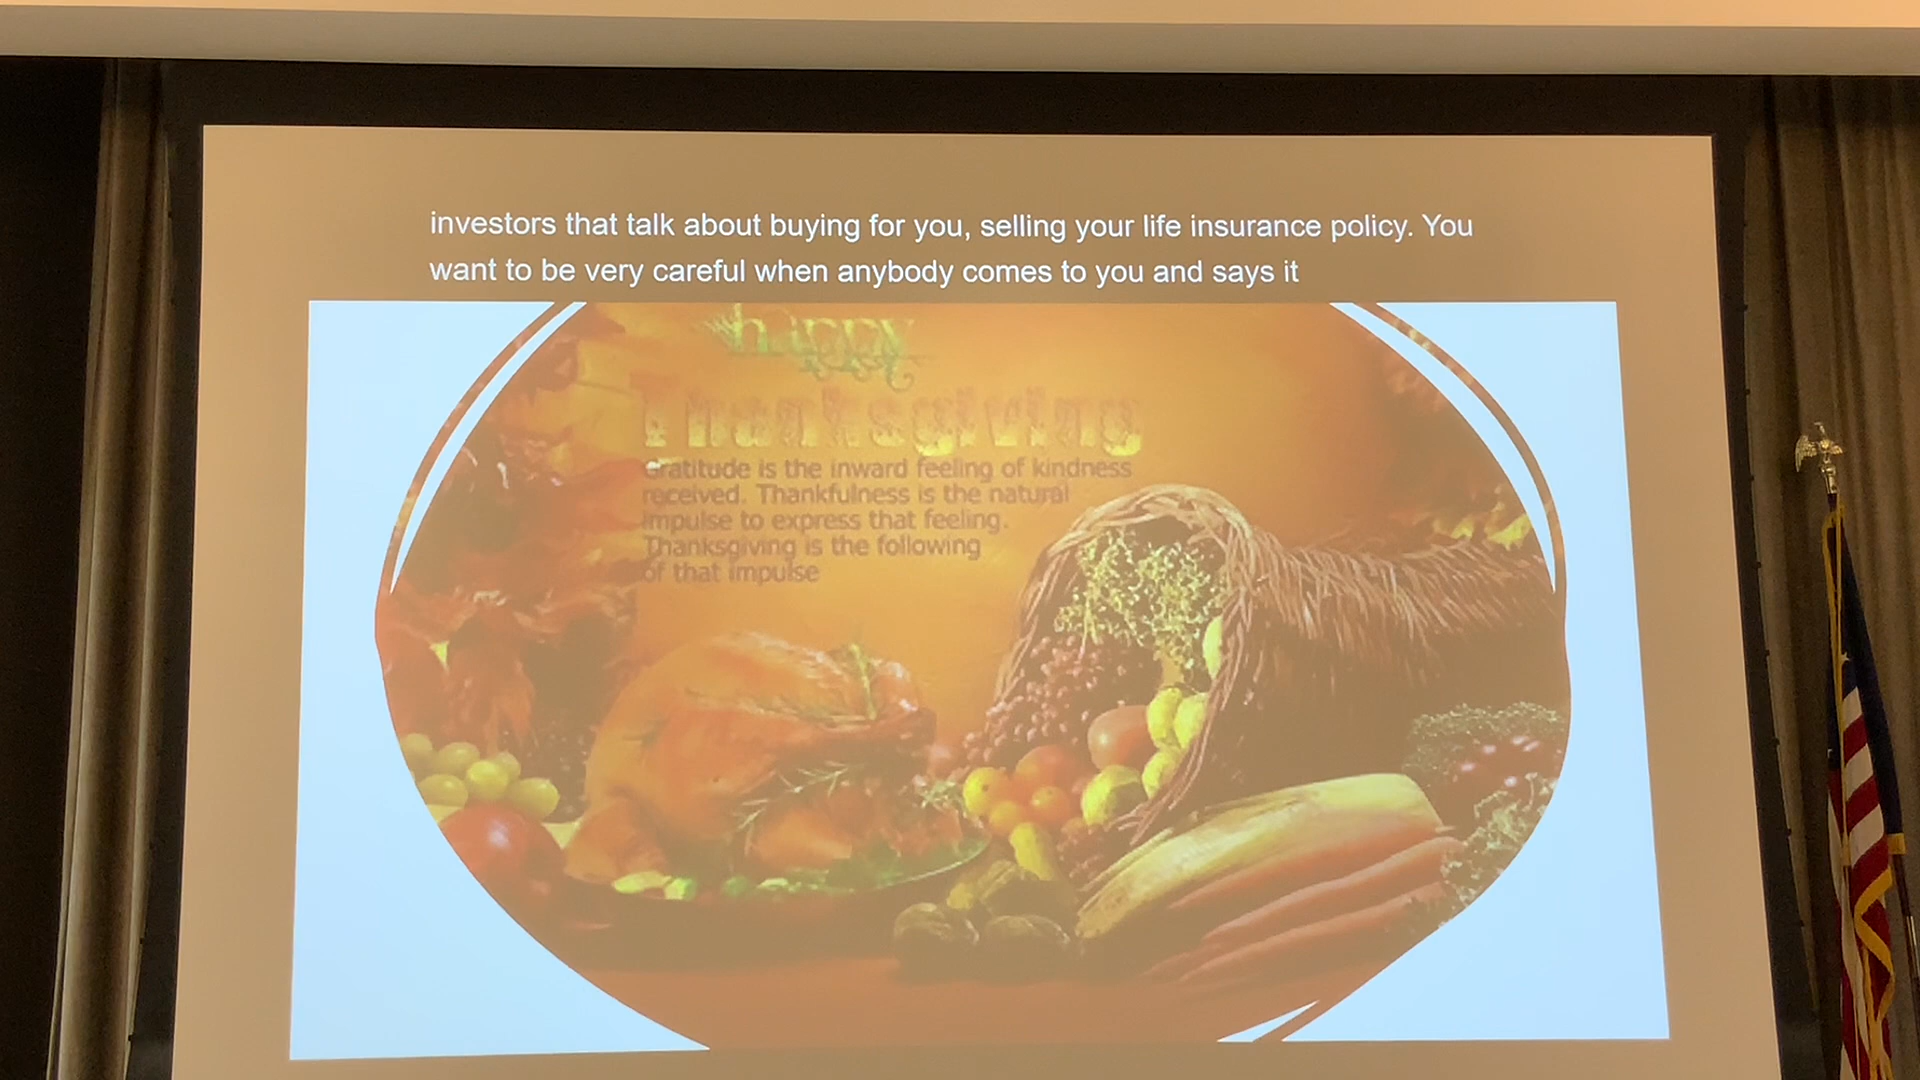 investors that talk about buying for you, selling your life insurance policy. You
want to be very careful when anybody comes to you and says it
happy
Thanksgiving
Gratitude is the inward feeling of kindness
received. Thankfulness is the natural
impulse to express that feeling.
Thanksgiving is the following
of that impulse